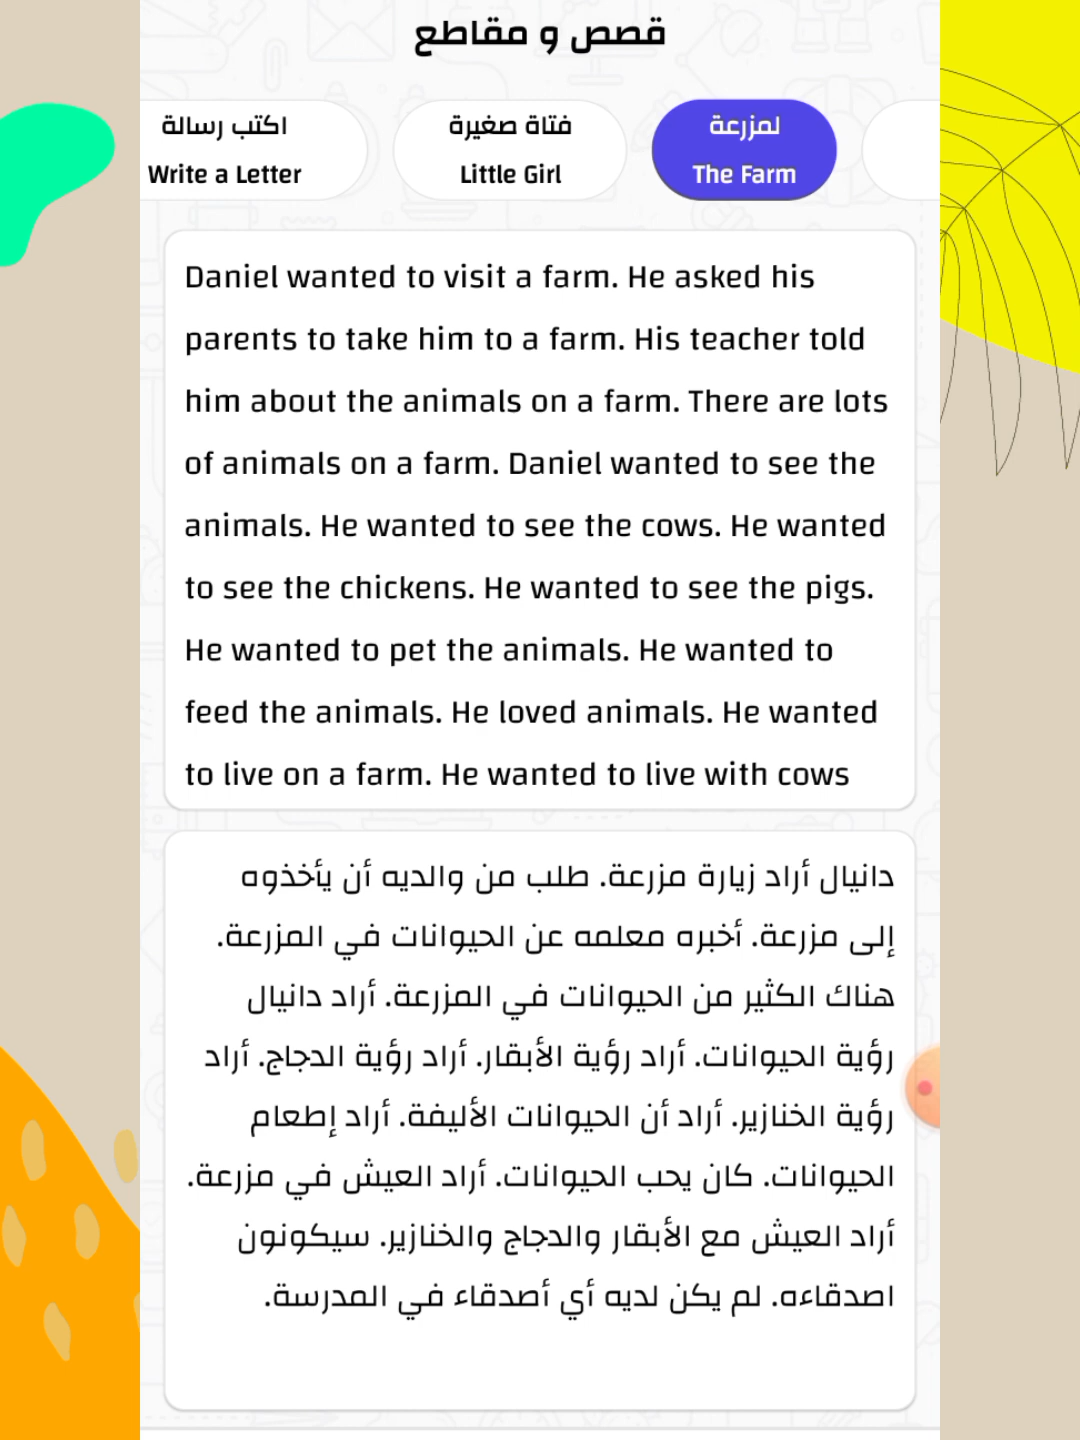 قصص و مقاطع
اكتب رسالة
Write a Letter
فتاة صغيرة
Little Girl
لمزرعة
The Farm
Daniel wanted to visit a farm. He asked his
parents to take him to a farm. His teacher told
him about the animals on a farm. There are lots
of animals on a farm. Daniel wanted to see the
animals. He wanted to see the cows. He wanted
to see the chickens. He wanted to see the pigs.
He wanted to pet the animals. He wanted to
feed the animals. He loved animals. He wanted
to live on a farm. He wanted to live with cows
دانيال أراد زيارة مزرعة. طلب من والديه أن يأخذوه
إلى مزرعة. أخبره معلمه عن الحيوانات في المزرعة.
هناك الكثير من الحيوانات في المزرعة. أراد دانيال
رؤية الحيوانات. أراد رؤية الأبقار. أراد رؤية الدجاج. أراد
رؤية الخنازير. أراد أن الحيوانات الأليفة. أراد إطعام
الحيوانات. كان يحب الحيوانات. أراد العيش في مزرعة.
أراد العيش مع الأبقار والدجاج والخنازير. سيكونون
اصدقاءه. لم يكن لديه أي أصدقاء في المدرسة.